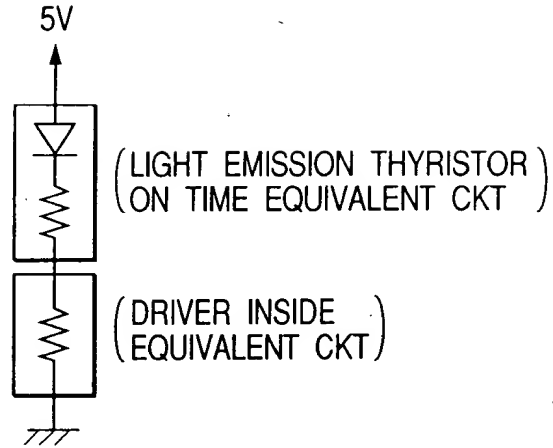 5V
(LIGHT EMISSION THYRISTOR
ON TIME EQUIVALENT CKT)
(DRIVER INSIDE
EQUIVALENT CKT)